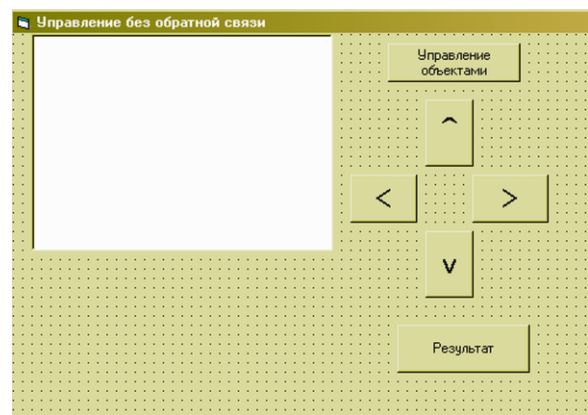 Управление без обратной связи
Управление
объектами
^
<
>
v
Результат